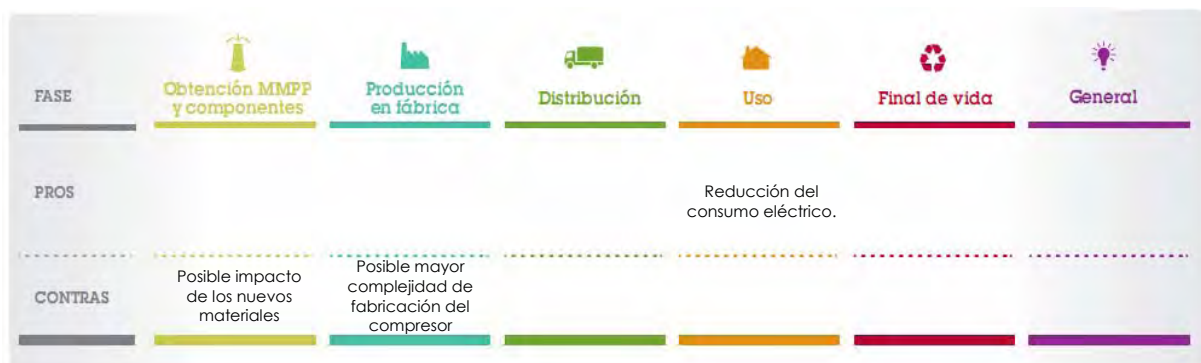 FASE
Obtención MMPP
y componentes
Producción
en fábrica
Distribución
Uso
Final de vida
General
PROS
Reducción del
consumo eléctrico.
CONTRAS
Posible impacto
de los nuevos
materiales
Posible mayor
complejidad de
fabricación del
compresor